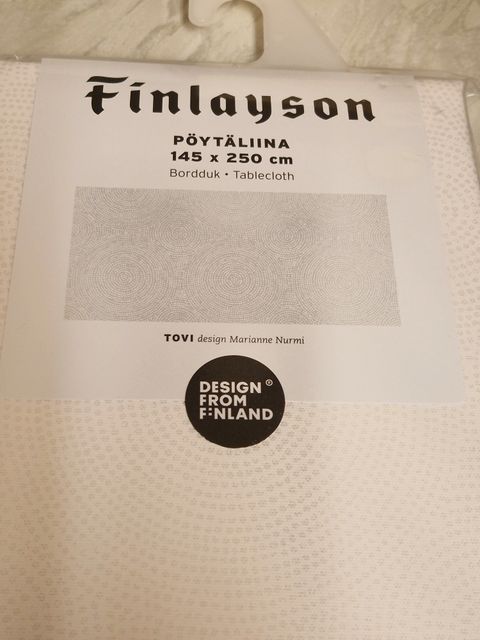 Finlayson
PÖYTÄLIINA
145 x 250 cm
Bordduk • Tablecloth
TOVI design Marianne Nurmi
DESIGN ®
FROM
FINLAND